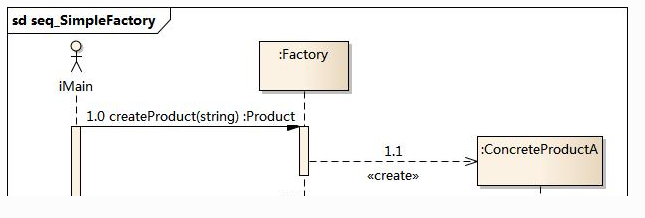 sd seq_SimpleFactory
:Factory
iMain
1.0 createProduct(string) :Product
1.1
:ConcreteProductA
«create»